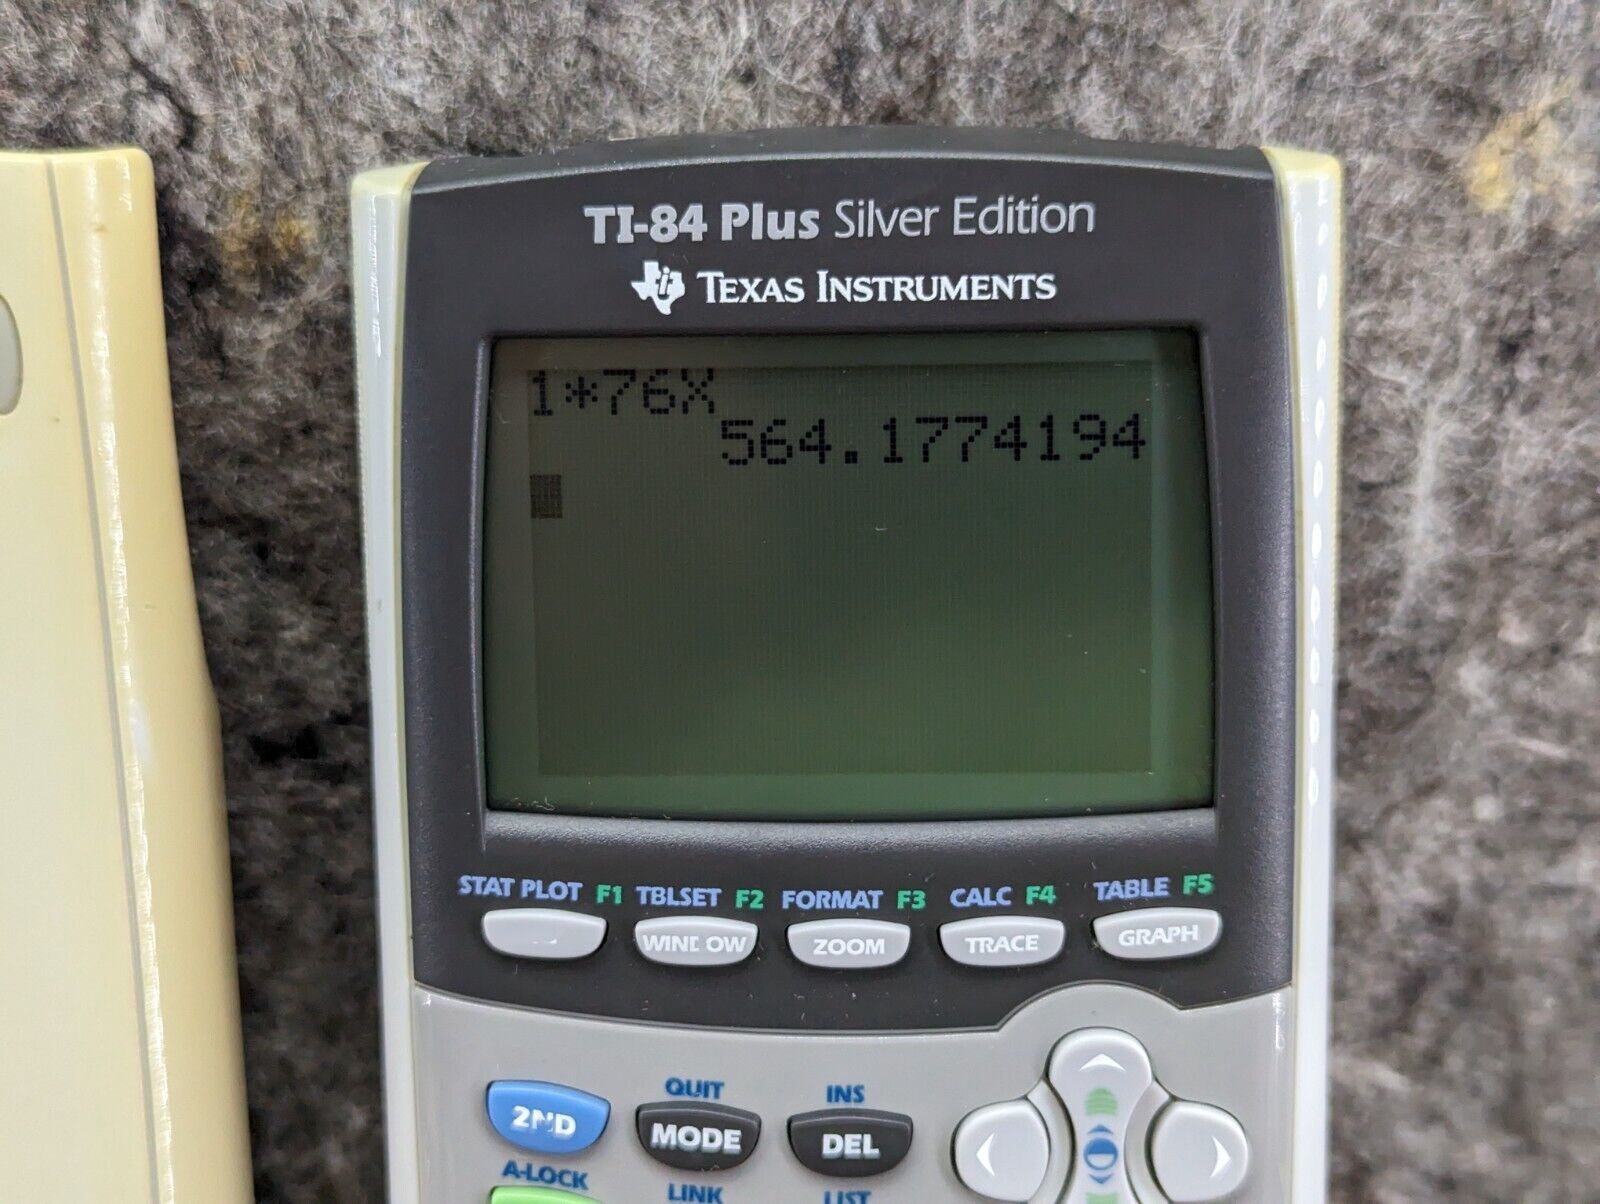 TI-84 Plus Silver Edition
TEXAS INSTRUMENTS
1*76X
564.1774194
STAT PLOT F1 TBLSET F2 FORMAT F3 CALC F4 TABLE F5
WINDOW ZOOM TRACE GRAPH
QUIT INS
2ND MODE DEL
A-LOCK LINK LIST